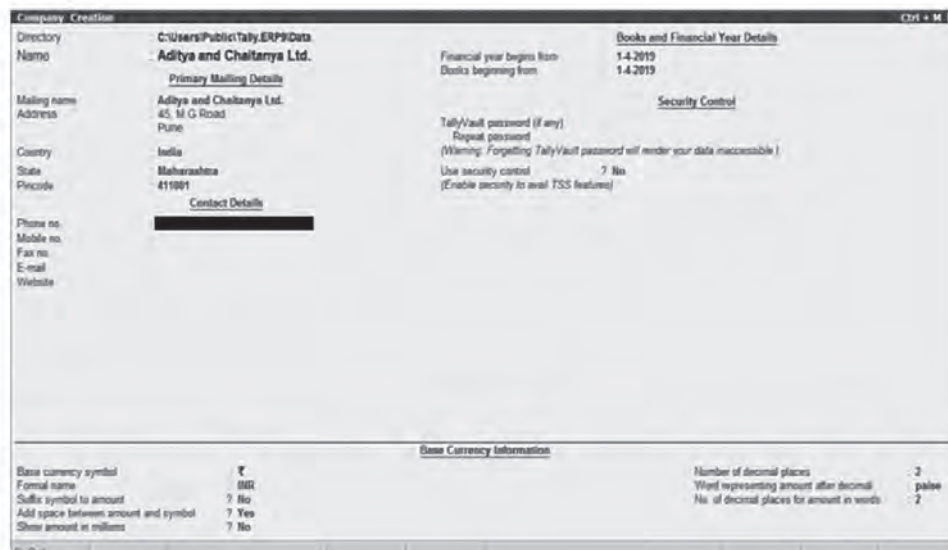 Company Creation Ctrl + M
Directory : C:\Users\Public\Tally.ERP9\Data
Name : Aditya and Chaitanya Ltd.
Primary Mailing Details
Mailing name : Aditya and Chaitanya Ltd.
Address : 45, M G Road
Pune
Country : India
State : Maharashtra
Pincode : 411001
Contact Details
Phone no.
Mobile no.
Fax no.
E-mail
Website
Books and Financial Year Details
Financial year begins from : 1-4-2019
Books beginning from : 1-4-2019
Security Control
TallyVault password (if any)
Repeat password
(Warning: Forgetting TallyVault password will render your data inaccessible.)
Use security control ? No
(Enable security to avail TSS features)
Base Currency Information
Base currency symbol : ₹
Formal name : INR
Suffix symbol to amount ? No
Add space between amount and symbol ? Yes
Show amount in millions ? No
Number of decimal places : 2
Word representing amount after decimal : paise
No. of decimal places for amount in words : 2